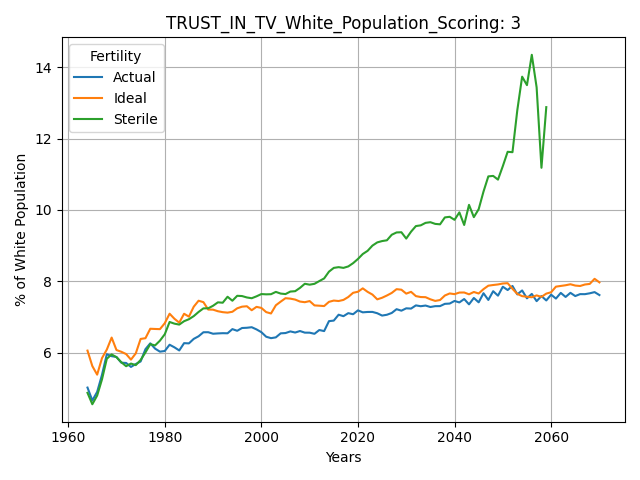 TRUST_IN_TV_White_Population_Scoring: 3
Fertility
Actual
Ideal
Sterile
% of White Population
14
12
10
8
6
1960
1980
2000
2020
2040
2060
Years